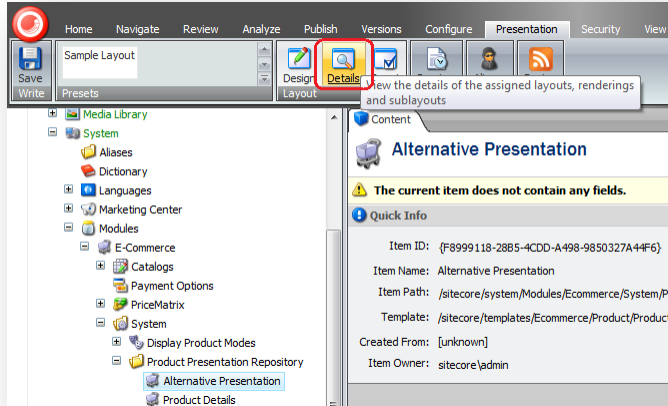 Home Navigate Review Analyze Publish Versions Configure Presentation Security View
Sample Layout
Save
Design
Details
Write
Presets
Layout
View the details of the assigned layouts, renderings
and sublayouts
Media Library
System
Aliases
Dictionary
Languages
Marketing Center
Modules
E-Commerce
Catalogs
Payment Options
PriceMatrix
System
Display Product Modes
Product Presentation Repository
Alternative Presentation
Product Details
Content
Alternative Presentation
The current item does not contain any fields.
Quick Info
Item ID: {F8999118-28B5-4CDD-A498-9850327A44F6}
Item Name: Alternative Presentation
Item Path: /sitecore/system/Modules/Ecommerce/System/P
Template: /sitecore/templates/Ecommerce/Product/Product
Created From: [unknown]
Item Owner: sitecore\admin